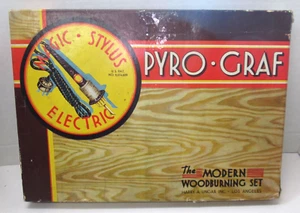 MAGIC · STYLUS
ELECTRIC
PYRO · GRAF
The MODERN
WOODBURNING SET